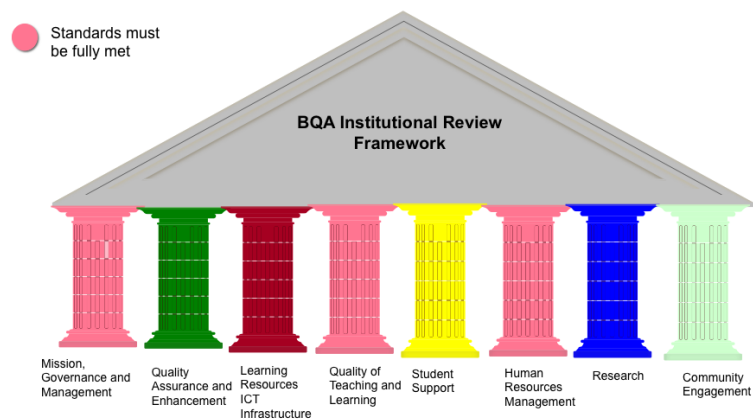 Standards must
be fully met
BQA Institutional Review
Framework
Mission,
Governance and
Management
Quality
Assurance and
Enhancement
Learning
Resources
ICT
Infrastructure
Quality of
Teaching and
Learning
Student
Support
Human
Resources
Management
Research
Community
Engagement